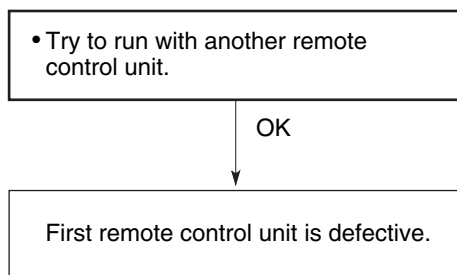 • Try to run with another remote
control unit.
OK
First remote control unit is defective.